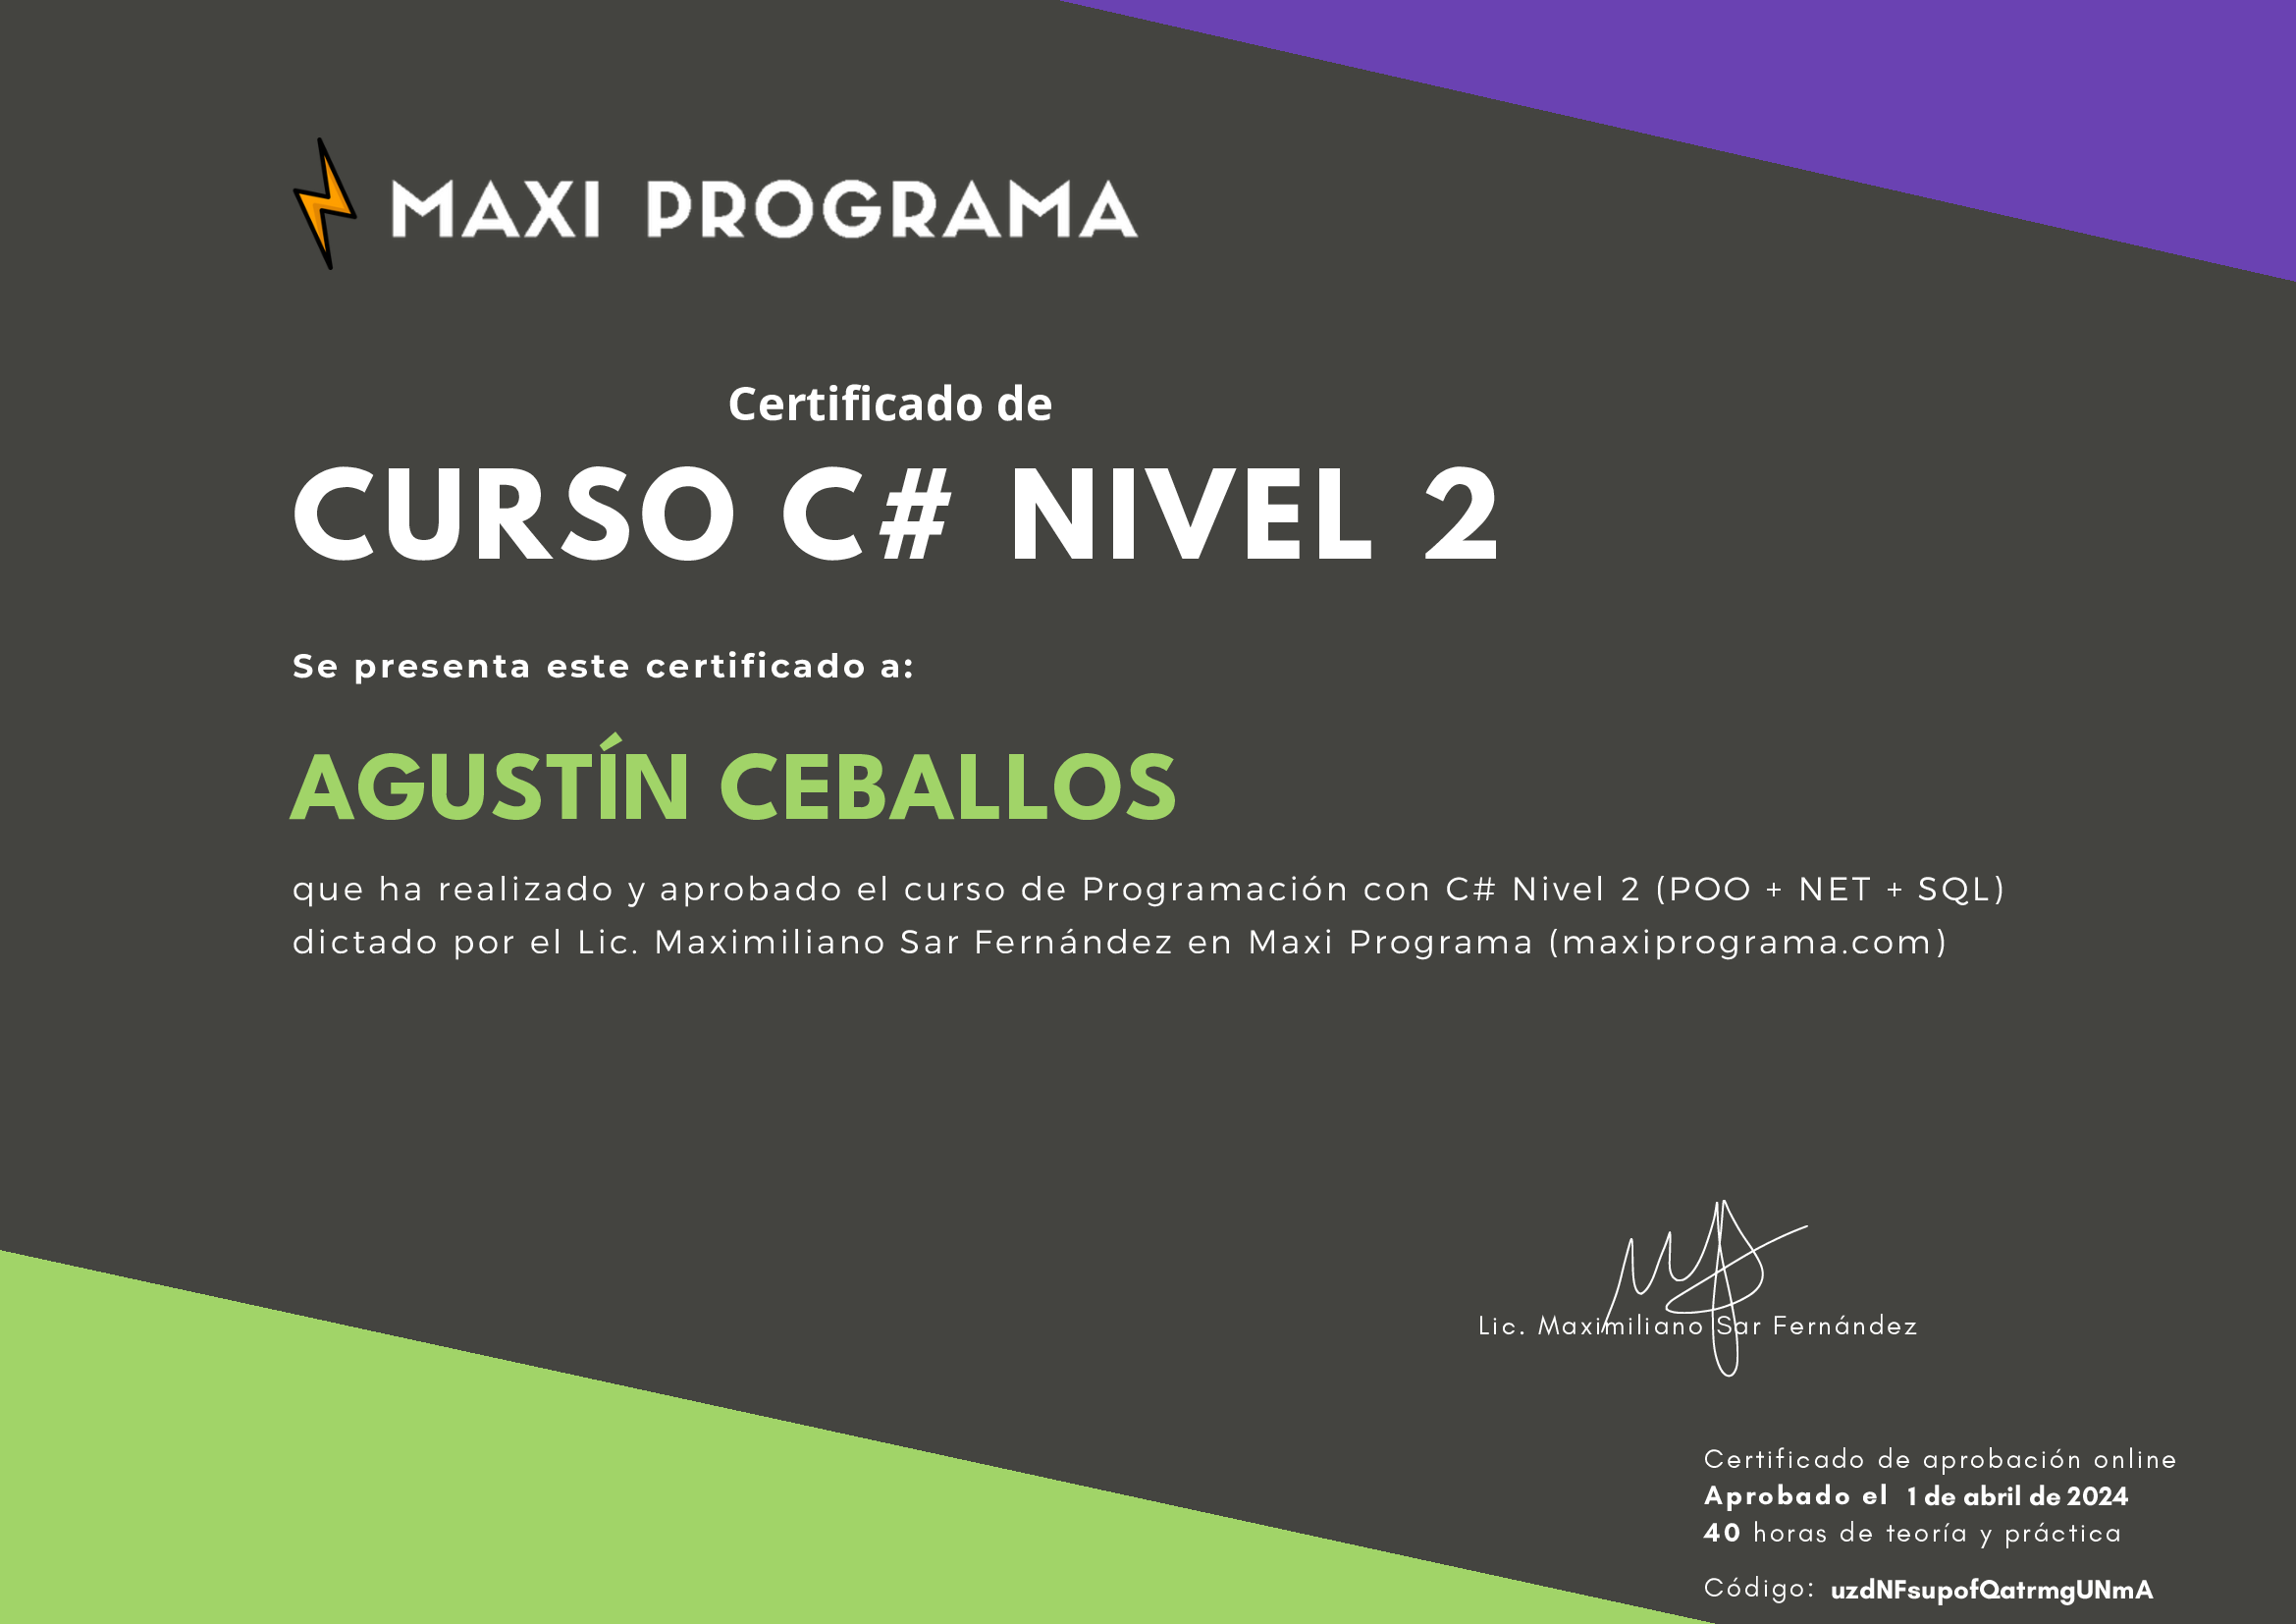 MAXI PROGRAMA
Certificado de
CURSO C# NIVEL 2
Se presenta este certificado a:
AGUSTÍN CEBALLOS
que ha realizado y aprobado el curso de Programación con C# Nivel 2 (POO + NET + SQL)
dictado por el Lic. Maximiliano Sar Fernández en Maxi Programa (maxiprograma.com)
Lic. Maximiliano Sar Fernández
Certificado de aprobación online
Aprobado el 1 de abril de 2024
40 horas de teoría y práctica
Código: uzdNFsupofQatrmgUNmA